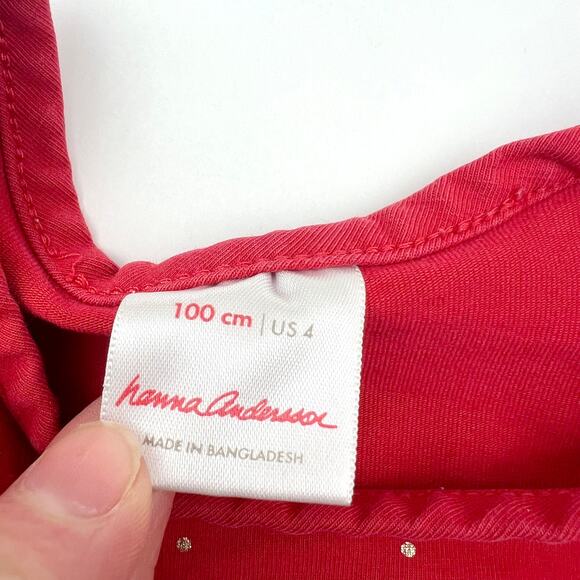 100 cm | US 4
hanna andersson
MADE IN BANGLADESH